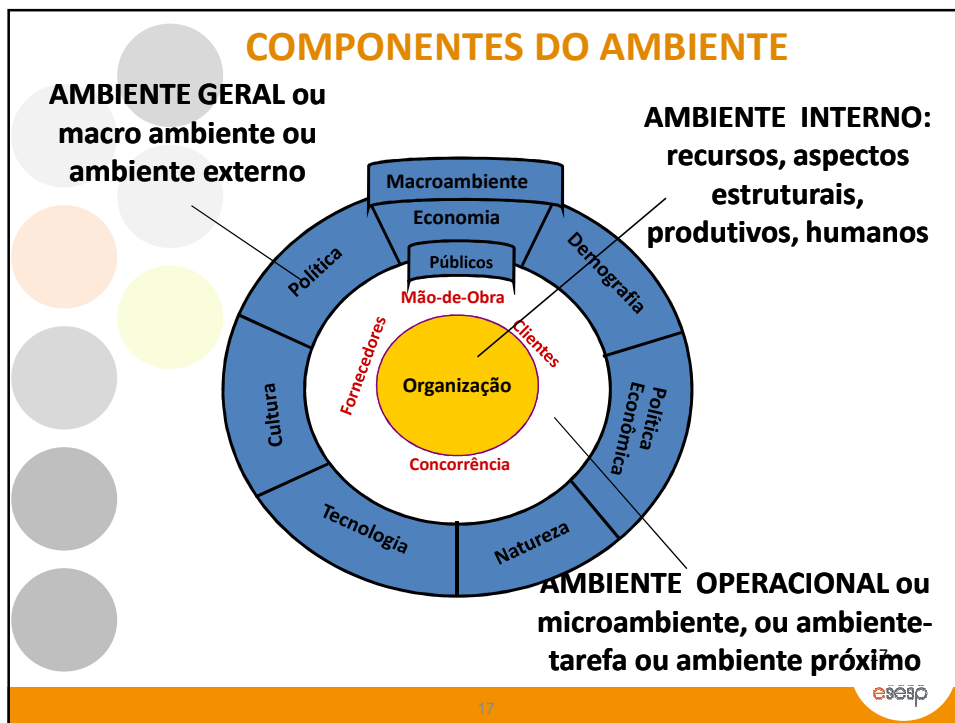 COMPONENTES DO AMBIENTE
AMBIENTE GERAL ou
macro ambiente ou
ambiente externo
AMBIENTE INTERNO:
recursos, aspectos
estruturais,
produtivos, humanos
Macroambiente
Economia
Públicos
Política
Demografia
Mão-de-Obra
Fornecedores
Clientes
Organização
Cultura
Política
Econômica
Concorrência
Tecnologia
Natureza
AMBIENTE OPERACIONAL ou
microambiente, ou ambiente-
tarefa ou ambiente próximo
17
esesp
17